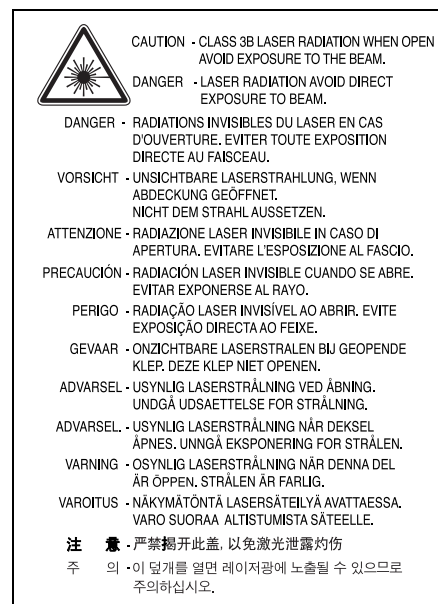 CAUTION - CLASS 3B LASER RADIATION WHEN OPEN
AVOID EXPOSURE TO THE BEAM.
DANGER - LASER RADIATION AVOID DIRECT
EXPOSURE TO BEAM.
DANGER - RADIATIONS INVISIBLES DU LASER EN CAS
D'OUVERTURE. EVITER TOUTE EXPOSITION
DIRECTE AU FAISCEAU.
VORSICHT - UNSICHTBARE LASERSTRAHLUNG, WENN
ABDECKUNG GEÖFFNET.
NICHT DEM STRAHL AUSSETZEN.
ATTENZIONE - RADIAZIONE LASER INVISIBILE IN CASO DI
APERTURA. EVITARE L'ESPOSIZIONE AL FASCIO.
PRECAUCIÓN - RADIACIÓN LASER INVISIBLE CUANDO SE ABRE.
EVITAR EXPONERSE AL RAYO.
PERIGO - RADIAÇÃO LASER INVISÍVEL AO ABRIR. EVITE
EXPOSIÇÃO DIRECTA AO FEIXE.
GEVAAR - ONZICHTBARE LASERSTRALEN BIJ GEOPENDE
KLEP. DEZE KLEP NIET OPENEN.
ADVARSEL - USYNLIG LASERSTRÅLNING VED ÅBNING.
UNDGÅ UDSAETTELSE FOR STRÅLNING.
ADVARSEL. - USYNLIG LASERSTRÅLNING NÅR DEKSEL
ÅPNES. UNNGÅ EKSPONERING FOR STRÅLEN.
VARNING - OSYNLIG LASERSTRÅLNING NÄR DENNA DEL
ÄR ÖPPEN. STRÅLEN ÄR FARLIG.
VAROITUS - NÄKYMÄTÖNTÄ LASERSÄTEILYÄ AVATTAESSA.
VARO SUORAA ALTISTUMISTA SÄTEELLE.
注 意 - 严禁揭开此盖, 以免激光泄露灼伤
주 의 - 이 덮개를 열면 레이저광에 노출될 수 있으므로
주의하십시오.